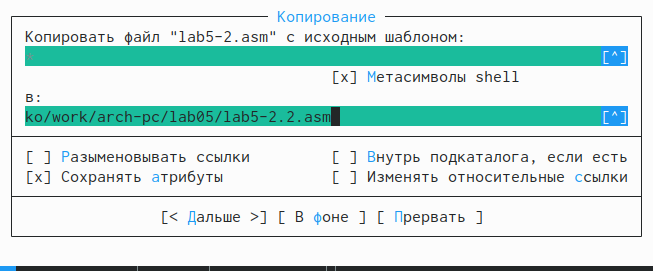 Копирование
Копировать файл "lab5-2.asm" с исходным шаблоном:
[^]
[x] Метасимволы shell
в:
ko/work/arch-pc/lab05/lab5-2.2.asm [^]
[ ] Разыменовывать ссылки [ ] Внутрь подкаталога, если есть
[x] Сохранять атрибуты [ ] Изменять относительные ссылки
[< Дальше >] [ В фоне ] [ Прервать ]